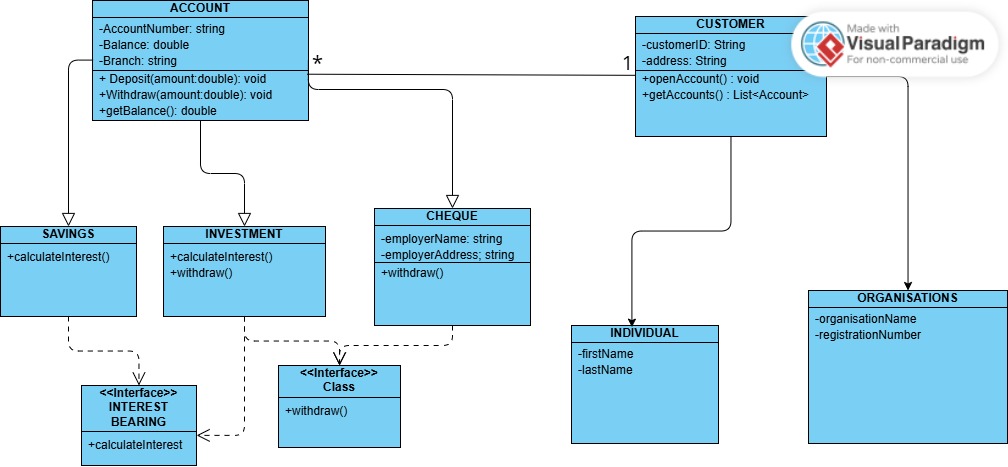 ACCOUNT
-AccountNumber: string
-Balance: double
-Branch: string
+ Deposit(amount:double): void
+Withdraw(amount:double): void
+getBalance(): double
*
1
CUSTOMER
-customerID: String
-address: String
+openAccount() : void
+getAccounts() : List<Account>
Made with
Visual Paradigm
For non-commercial use
SAVINGS
+calculateInterest()
INVESTMENT
+calculateInterest()
+withdraw()
CHEQUE
-employerName: string
-employerAddress; string
+withdraw()
<<Interface>>
INTEREST
BEARING
+calculateInterest
<<Interface>>
Class
+withdraw()
INDIVIDUAL
-firstName
-lastName
ORGANISATIONS
-organisationName
-registrationNumber